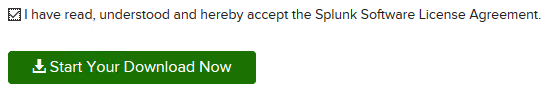 I have read, understood and hereby accept the Splunk Software License Agreement.
Start Your Download Now